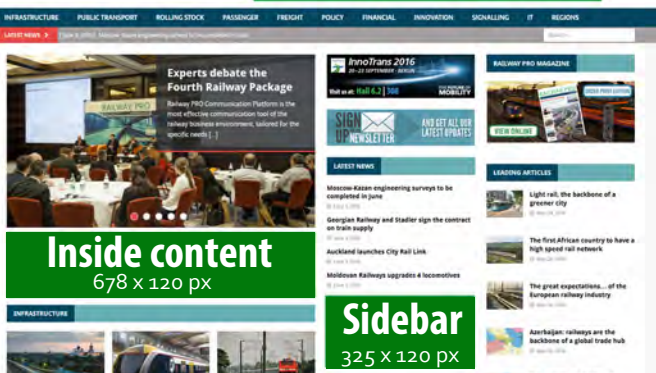 INFRASTRUCTURE PUBLIC TRANSPORT ROLLING STOCK PASSENGER FREIGHT POLICY FINANCIAL INNOVATION SIGNALLING IT REGIONS
LATEST NEWS
Experts debate the
Fourth Railway Package
Railway PRO Communication Platform is the
most effective communication tool of the
railway business environment, tailored for the
specific needs [...]
RAILWAY PRO
Inside content
678 x 120 px
INFRASTRUCTURE
InnoTrans 2016
20–23 SEPTEMBER · BERLIN
Visit us at: Hall 6.2 | 308
THE FUTURE OF
MOBILITY
SIGN
UP NEWSLETTER
AND GET ALL OUR
LATEST UPDATES
LATEST NEWS
Moscow-Kazan engineering surveys to be
completed in June
Georgian Railway and Stadler sign the contract
on train supply
Auckland launches City Rail Link
Moldovan Railways upgrades 4 locomotives
Sidebar
325 x 120 px
RAILWAY PRO MAGAZINE
VIEW ONLINE
LEADING ARTICLES
Light rail, the backbone of a
greener city
The first African country to have a
high speed rail network
The great expectations... of the
European railway industry
Azerbaijan: railways are the
backbone of a global trade hub